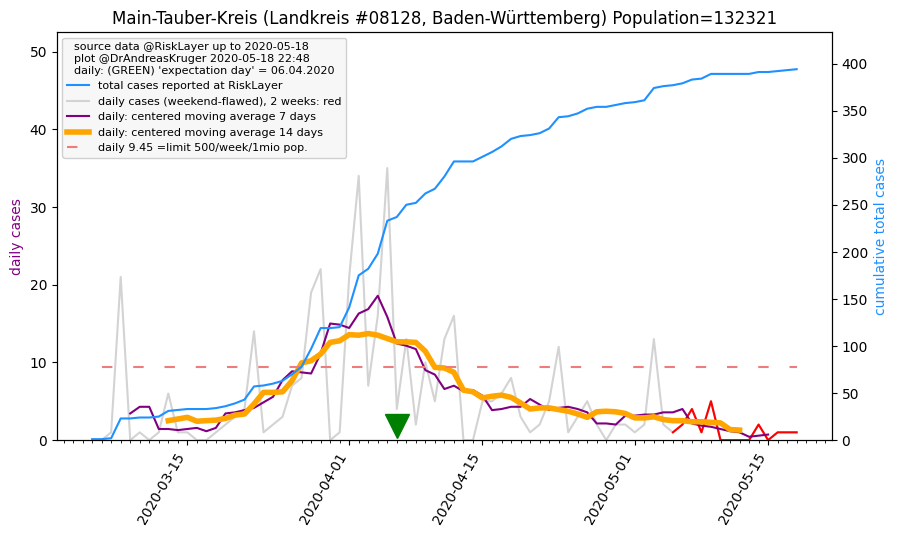 Main-Tauber-Kreis (Landkreis #08128, Baden-Württemberg) Population=132321
source data @RiskLayer up to 2020-05-18
plot @DrAndreasKruger 2020-05-18 22:48
daily: (GREEN) 'expectation day' = 06.04.2020
total cases reported at RiskLayer
daily cases (weekend-flawed), 2 weeks: red
daily: centered moving average 7 days
daily: centered moving average 14 days
daily 9.45 =limit 500/week/1mio pop.
daily cases
50
40
30
20
10
0
cumulative total cases
400
350
300
250
200
150
100
50
0
2020-03-15
2020-04-01
2020-04-15
2020-05-01
2020-05-15